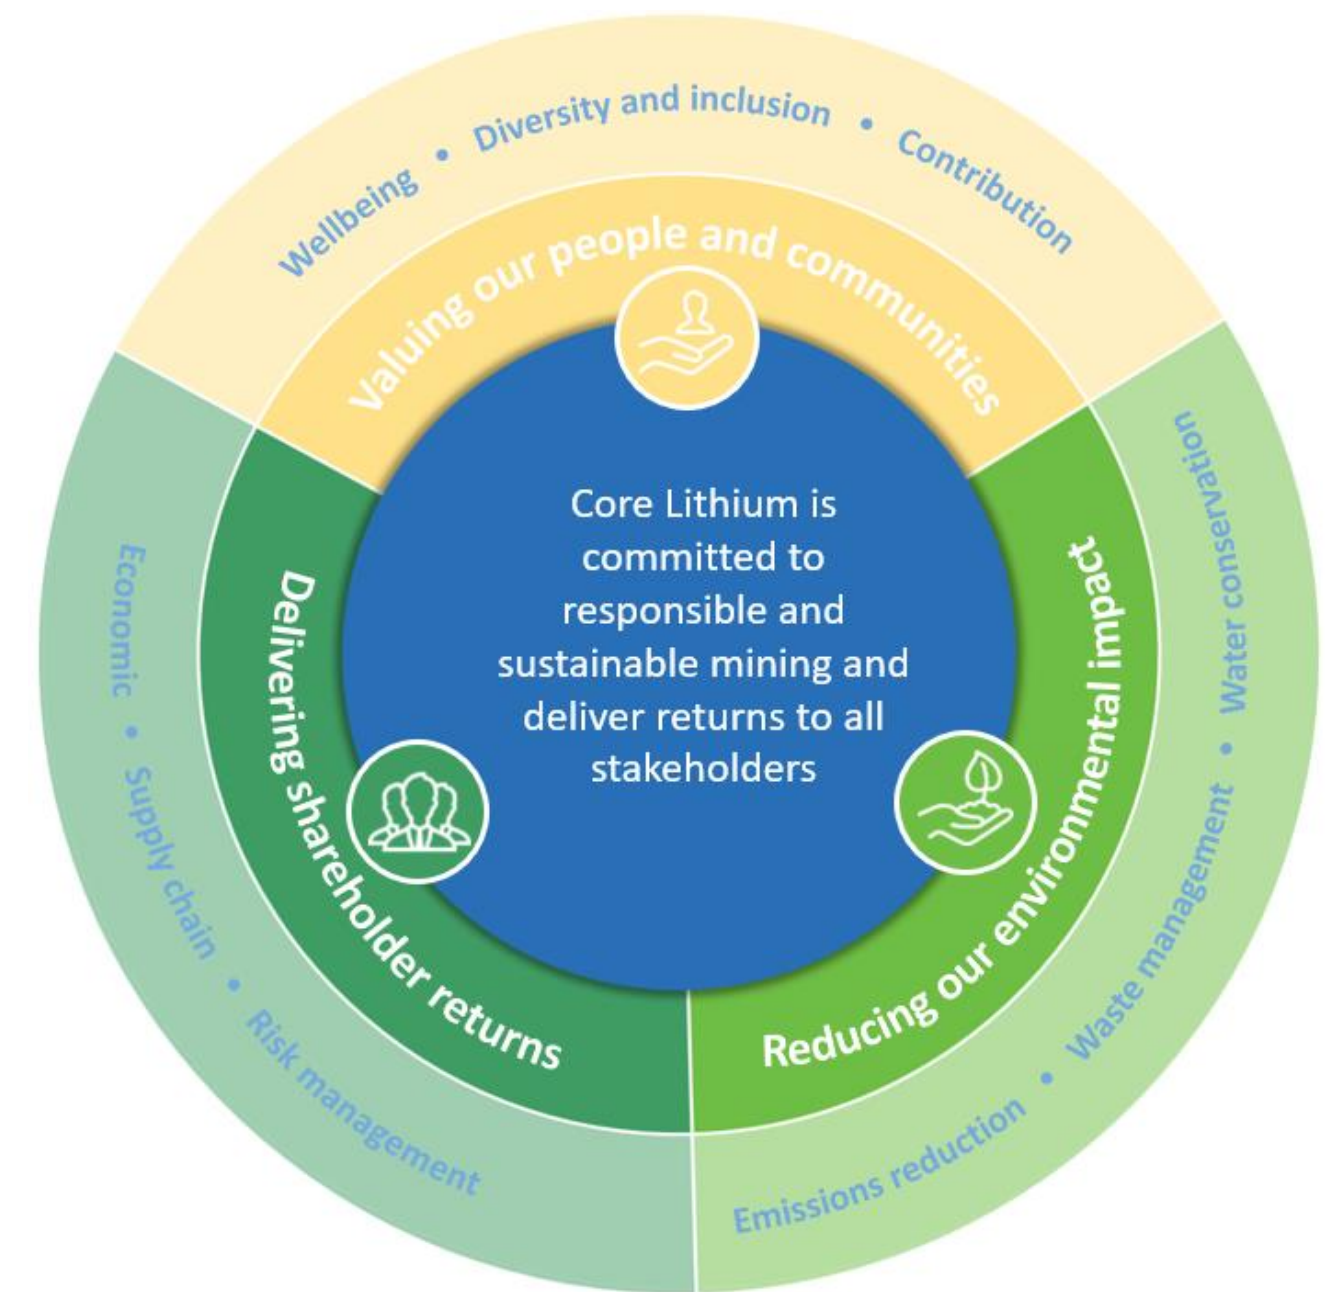 Wellbeing • Diversity and inclusion • Contribution
Valuing our people and communities
Core Lithium is
committed to
responsible and
sustainable mining and
deliver returns to all
stakeholders
Delivering shareholder returns
Economic • Supply chain • Risk management
Reducing our environmental impact
Emissions reduction • Waste management • Water conservation